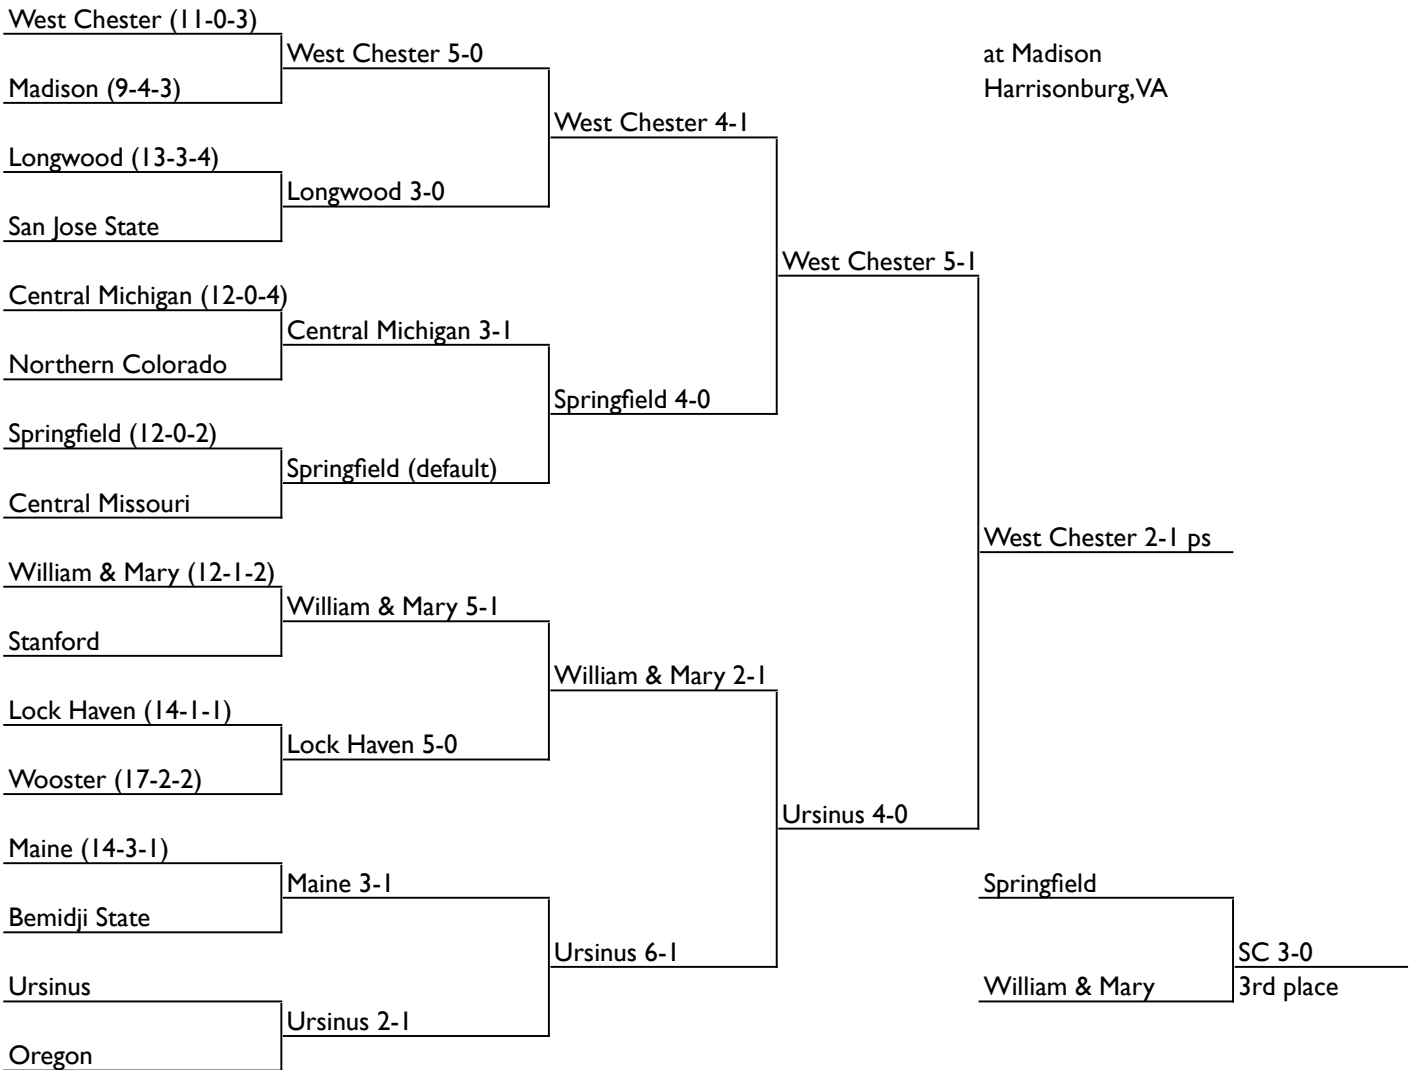 West Chester (11-0-3)
West Chester 5-0
at Madison
Madison (9-4-3)
Harrisonburg, VA
West Chester 4-1
Longwood (13-3-4)
Longwood 3-0
San Jose State
West Chester 5-1
Central Michigan (12-0-4)
Central Michigan 3-1
Northern Colorado
Springfield 4-0
Springfield (12-0-2)
Springfield (default)
Central Missouri
West Chester 2-1 ps
William & Mary (12-1-2)
William & Mary 5-1
Stanford
William & Mary 2-1
Lock Haven (14-1-1)
Lock Haven 5-0
Wooster (17-2-2)
Ursinus 4-0
Maine (14-3-1)
Maine 3-1
Springfield
Bemidji State
Ursinus 6-1
SC 3-0
Ursinus
William & Mary
3rd place
Ursinus 2-1
Oregon